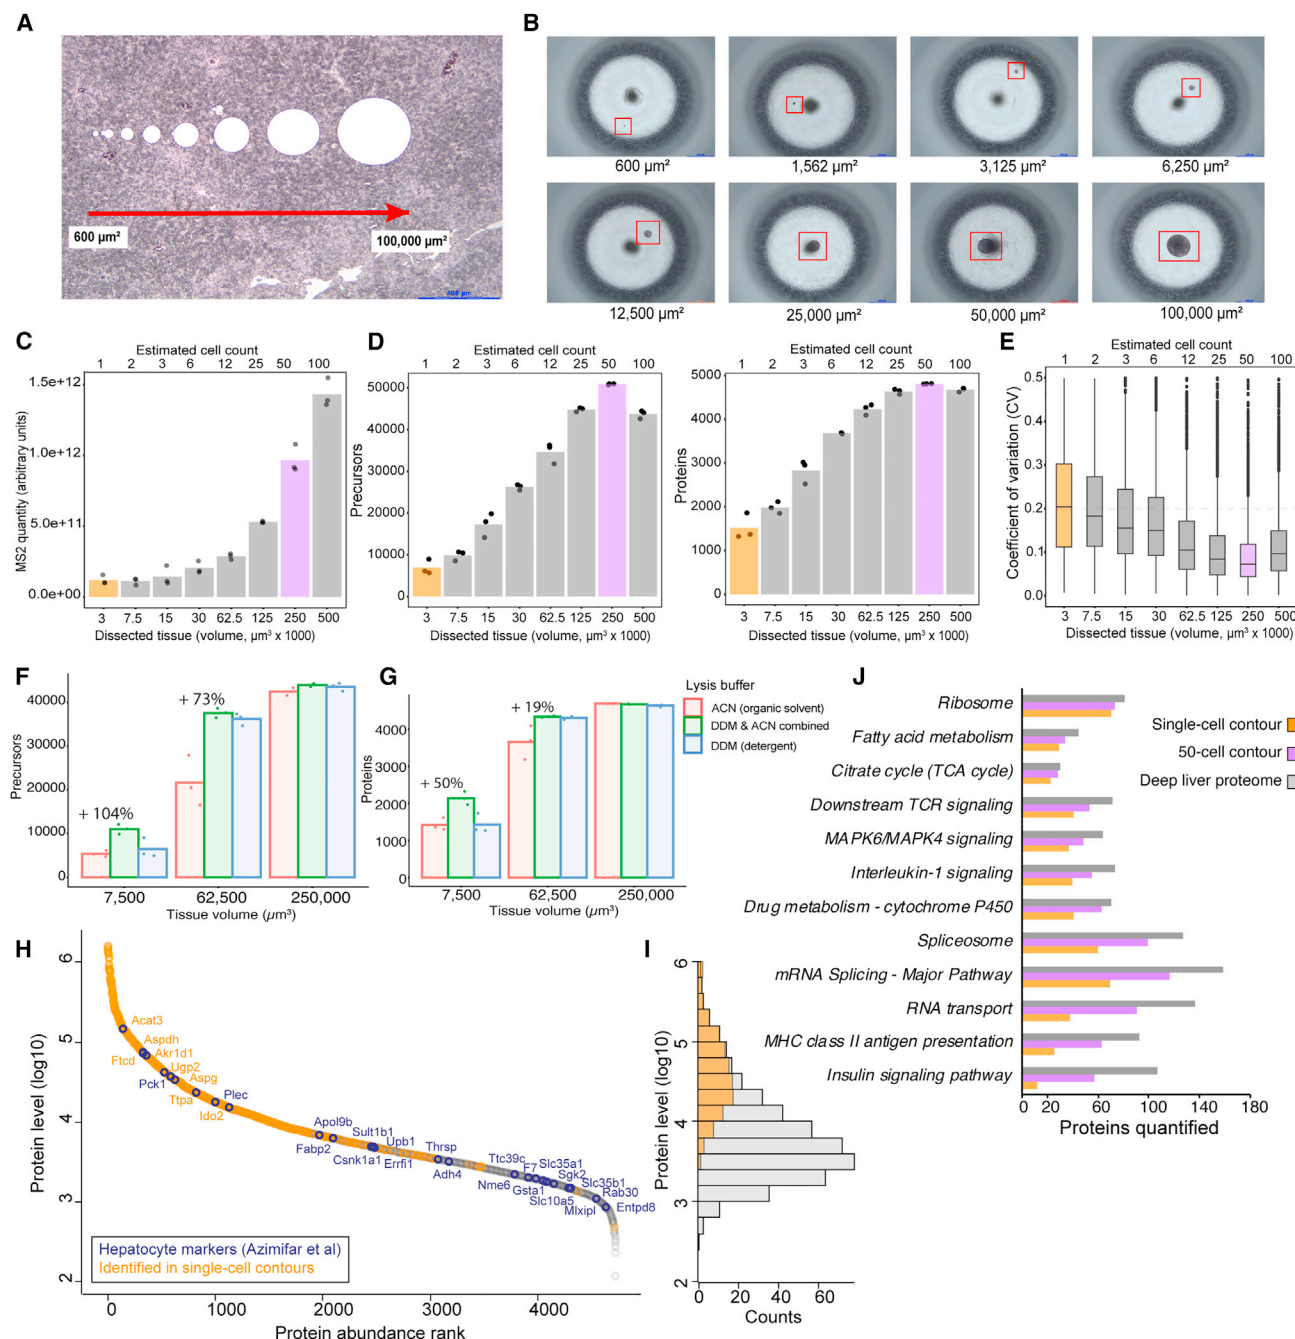 A
600 µm²
100,000 µm²
B
600 µm²
1,562 µm²
3,125 µm²
6,250 µm²
12,500 µm²
25,000 µm²
50,000 µm²
100,000 µm²
C
Estimated cell count
1 2 3 6 12 25 50 100
MS2 quantity (arbitrary units)
1.5e+12
1.0e+12
5.0e+11
0.0e+00
3 7.5 15 30 62.5 125 250 500
Dissected tissue (volume, µm³ x 1000)
D
Estimated cell count
1 2 3 6 12 25 50 100
Precursors
50000
40000
30000
20000
10000
0
3 7.5 15 30 62.5 125 250 500
Dissected tissue (volume, µm³ x 1000)
Estimated cell count
1 2 3 6 12 25 50 100
Proteins
5000
4000
3000
2000
1000
0
3 7.5 15 30 62.5 125 250 500
Dissected tissue (volume, µm³ x 1000)
E
Estimated cell count
1 2 3 6 12 25 50 100
Coefficient of variation (CV)
0.5
0.4
0.3
0.2
0.1
0.0
3 7.5 15 30 62.5 125 250 500
Dissected tissue (volume, µm³ x 1000)
F
Precursors
40000
30000
20000
10000
0
+ 104%
+ 73%
7,500 62,500 250,000
Tissue volume (µm³)
G
Proteins
4000
3000
2000
1000
0
+ 50%
+ 19%
7,500 62,500 250,000
Tissue volume (µm³)
Lysis buffer
ACN (organic solvent)
DDM & ACN combined
DDM (detergent)
H
Protein level (log10)
6
5
4
3
2
Acat3
Aspdh
Ftcd
Akr1d1
Ugp2
Pck1
Aspg
Ttpa
Plec
Ido2
Apol9b
Fabp2
Sult1b1
Csnk1a1
Upb1
Errfi1
Thrsp
Adh4
Ttc39c
Nme6
F7
Gsta1
Slc35a1
Slc10a5
Sgk2
Mlxipl
Slc35b1
Rab30
Entpd8
Hepatocyte markers (Azimifar et al)
Identified in single-cell contours
0 1000 2000 3000 4000
Protein abundance rank
I
Protein level (log10)
6
5
4
3
2
0 20 40 60
Counts
J
Ribosome
Fatty acid metabolism
Citrate cycle (TCA cycle)
Downstream TCR signaling
MAPK6/MAPK4 signaling
Interleukin-1 signaling
Drug metabolism - cytochrome P450
Spliceosome
mRNA Splicing - Major Pathway
RNA transport
MHC class II antigen presentation
Insulin signaling pathway
0 60 100 140 180
Proteins quantified
Single-cell contour
50-cell contour
Deep liver proteome